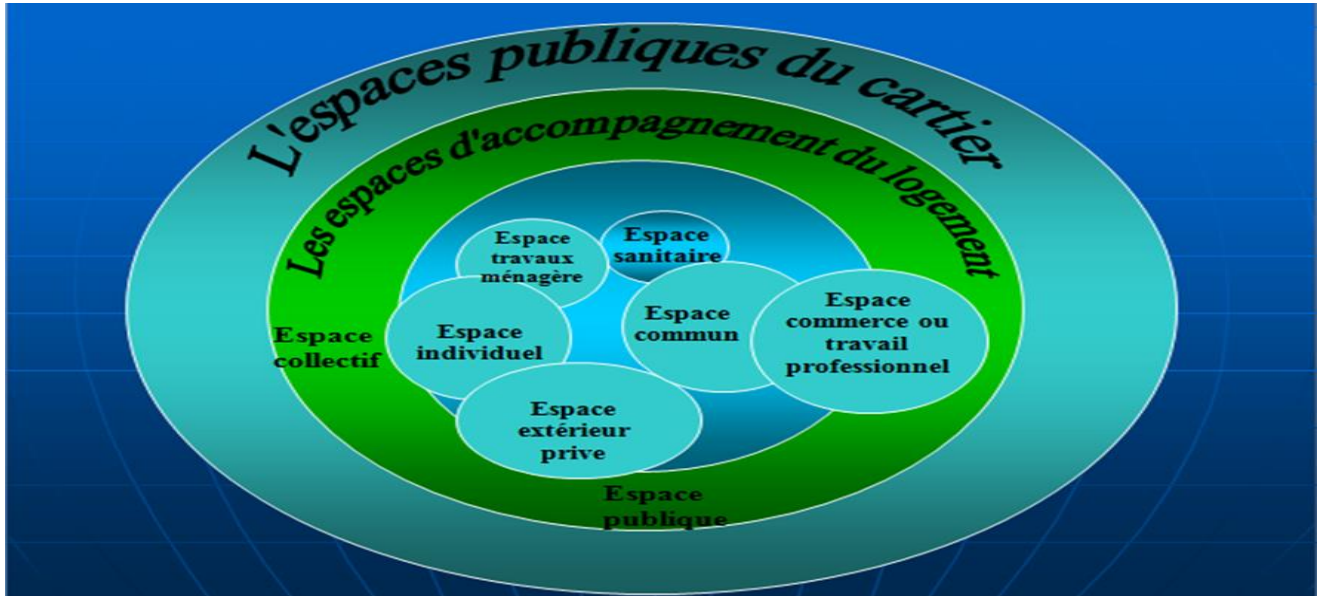 L'espaces publiques du cartier
Les espaces d'accompagnement du logement
Espace
travaux
ménagère
Espace
sanitaire
Espace
collectif
Espace
individuel
Espace
commun
Espace
commerce ou
travail
professionnel
Espace
extérieur
prive
Espace
publique